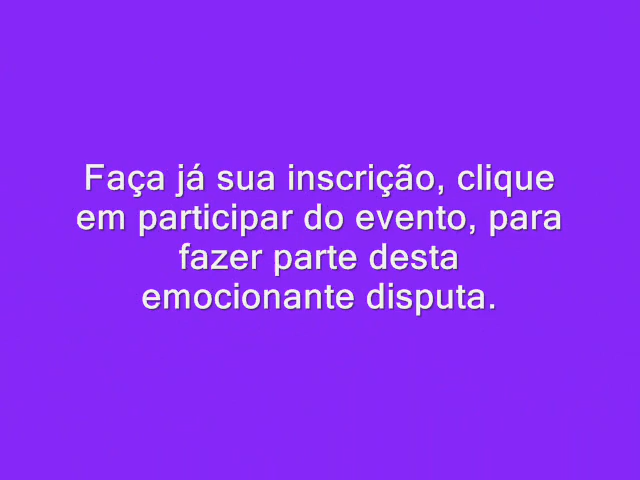 Faça já sua inscrição, clique
em participar do evento, para
fazer parte desta
emocionante disputa.